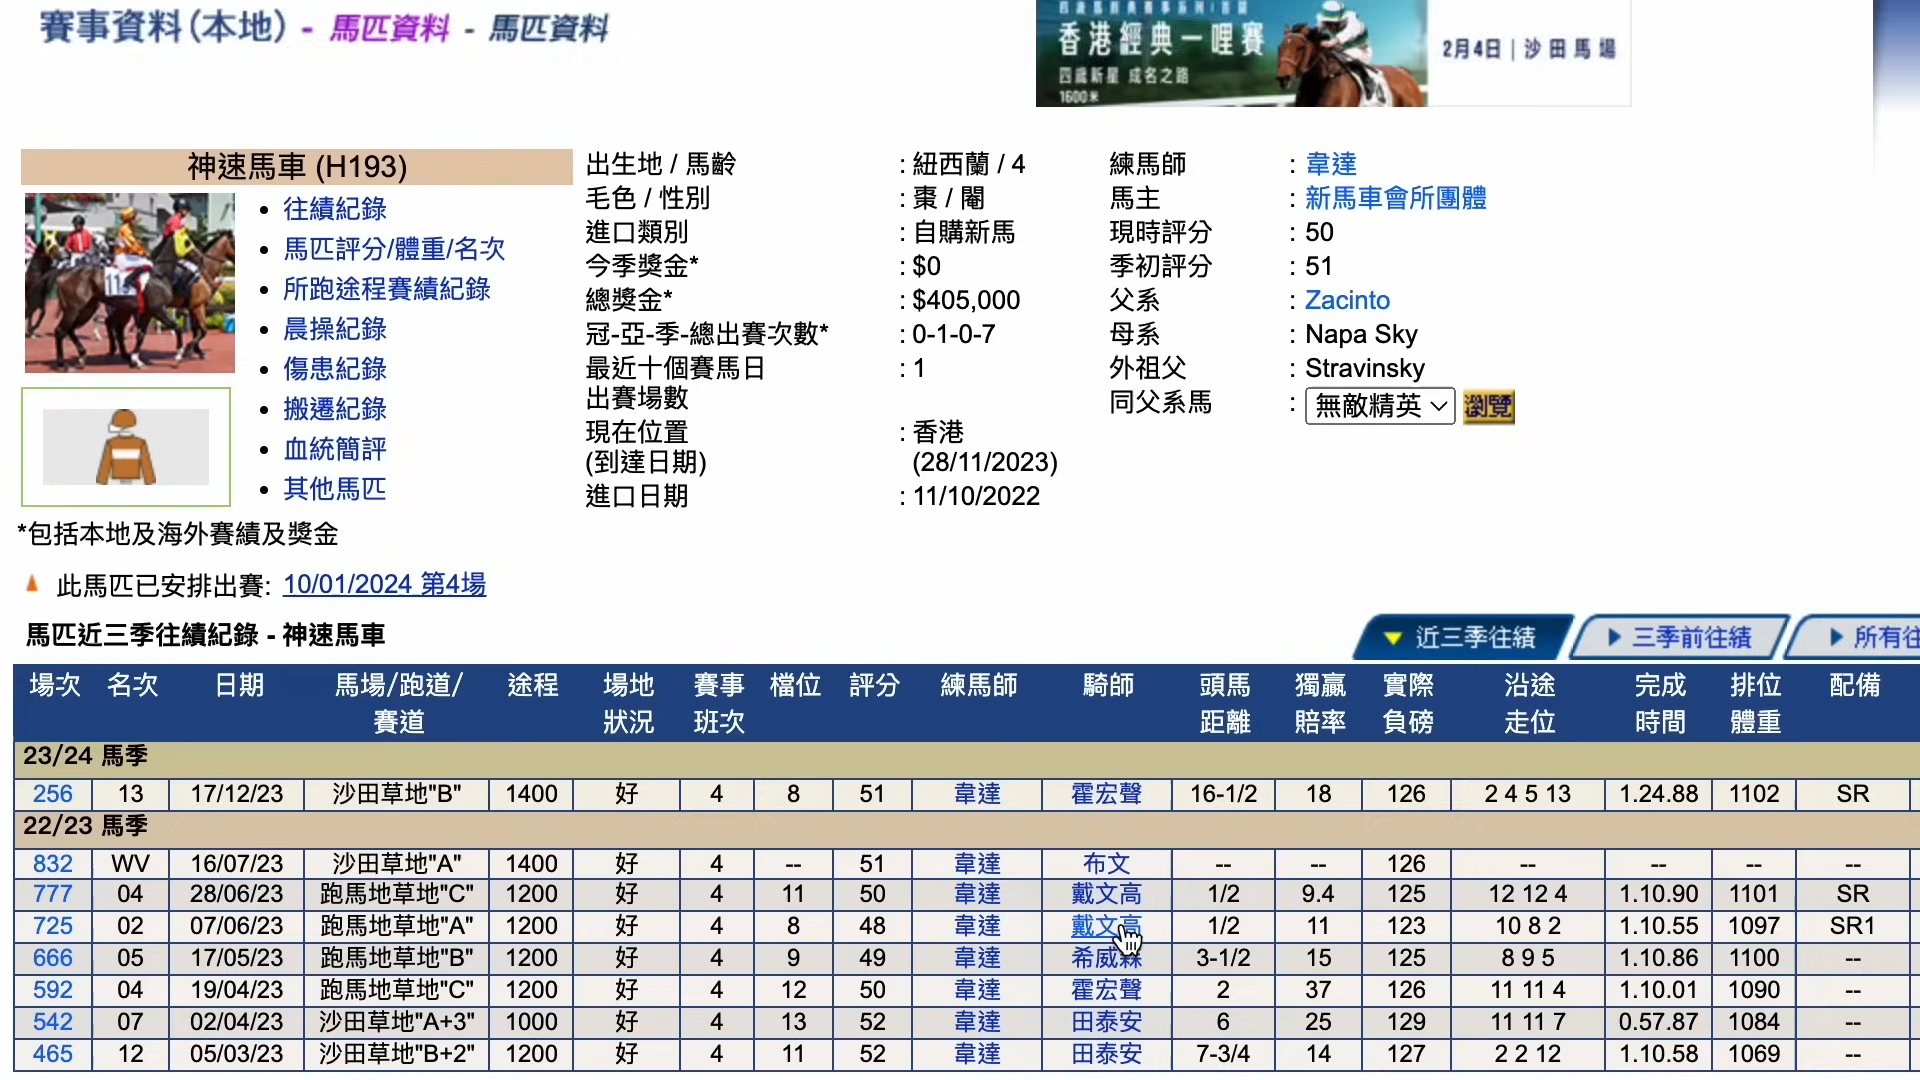 賽事資料(本地) - 馬匹資料 - 馬匹資料
香港經典一哩賽
四歲新星 成名之路
1600米
2月4日 | 沙田馬場
神速馬車 (H193)
11
往績紀錄
馬匹評分/體重/名次
所跑途程賽績紀錄
晨操紀錄
傷患紀錄
搬遷紀錄
血統簡評
其他馬匹
出生地 / 馬齡 : 紐西蘭 / 4
毛色 / 性別 : 棗 / 閹
進口類別 : 自購新馬
今季獎金* : $0
總獎金* : $405,000
冠-亞-季-總出賽次數* : 0-1-0-7
最近十個賽馬日 : 1
出賽場數
現在位置 : 香港
(到達日期) (28/11/2023)
進口日期 : 11/10/2022
練馬師 : 韋達
馬主 : 新馬車會所團體
現時評分 : 50
季初評分 : 51
父系 : Zacinto
母系 : Napa Sky
外祖父 : Stravinsky
同父系馬 : 無敵精英 瀏覽
*包括本地及海外賽績及獎金
此馬匹已安排出賽: 10/01/2024 第4場
馬匹近三季往績紀錄 - 神速馬車
近三季往績 三季前往績 所有往
場次 名次 日期 馬場/跑道/ 途程 場地 賽事 檔位 評分 練馬師 騎師 頭馬 獨贏 實際 沿途 完成 排位 配備
賽道 狀況 班次 距離 賠率 負磅 走位 時間 體重
23/24 馬季
256 13 17/12/23 沙田草地"B" 1400 好 4 8 51 韋達 霍宏聲 16-1/2 18 126 2 4 5 13 1.24.88 1102 SR
22/23 馬季
832 WV 16/07/23 沙田草地"A" 1400 好 4 -- 51 韋達 布文 -- -- 126 -- -- -- --
777 04 28/06/23 跑馬地草地"C" 1200 好 4 11 50 韋達 戴文高 1/2 9.4 125 12 12 4 1.10.90 1101 SR
725 02 07/06/23 跑馬地草地"A" 1200 好 4 8 48 韋達 戴文高 1/2 11 123 10 8 2 1.10.55 1097 SR1
666 05 17/05/23 跑馬地草地"B" 1200 好 4 9 49 韋達 希威森 3-1/2 15 125 8 9 5 1.10.86 1100 --
592 04 19/04/23 跑馬地草地"C" 1200 好 4 12 50 韋達 霍宏聲 2 37 126 11 11 4 1.10.01 1090 --
542 07 02/04/23 沙田草地"A+3" 1000 好 4 13 52 韋達 田泰安 6 25 129 11 11 7 0.57.87 1084 --
465 12 05/03/23 沙田草地"B+2" 1200 好 4 11 52 韋達 田泰安 7-3/4 14 127 2 2 12 1.10.58 1069 --